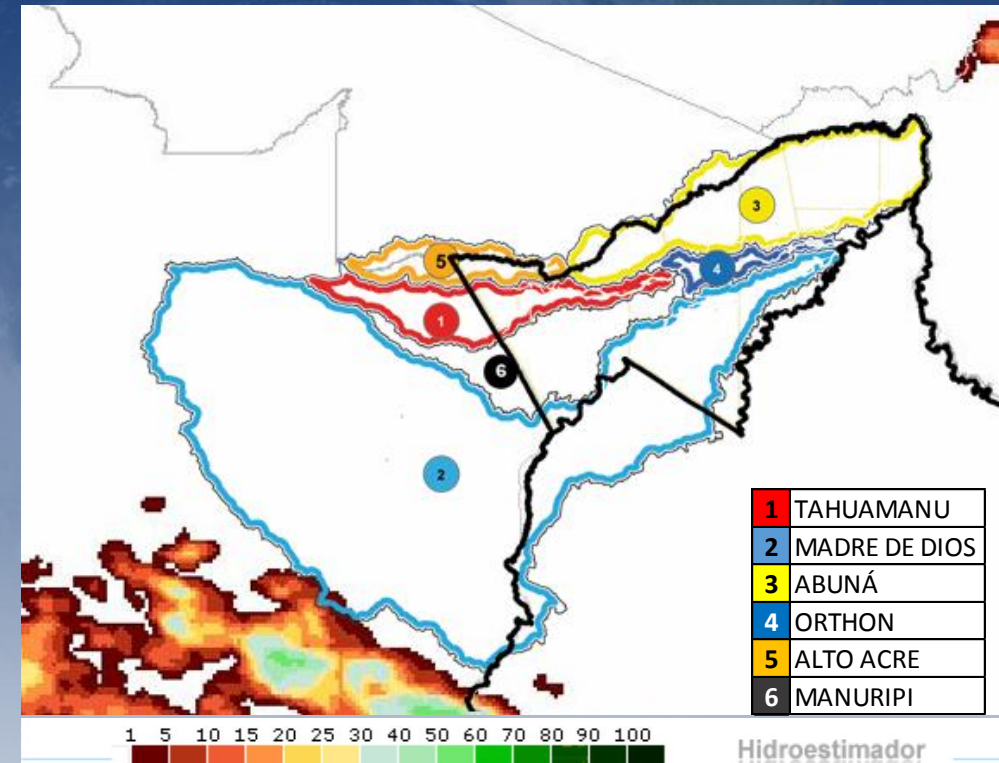 3
5
4
1
6
2
1 TAHUAMANU
2 MADRE DE DIOS
3 ABUNÁ
4 ORTHON
5 ALTO ACRE
6 MANURIPI
1 5 10 15 20 25 30 40 50 60 70 80 90 100
Hidroestimador